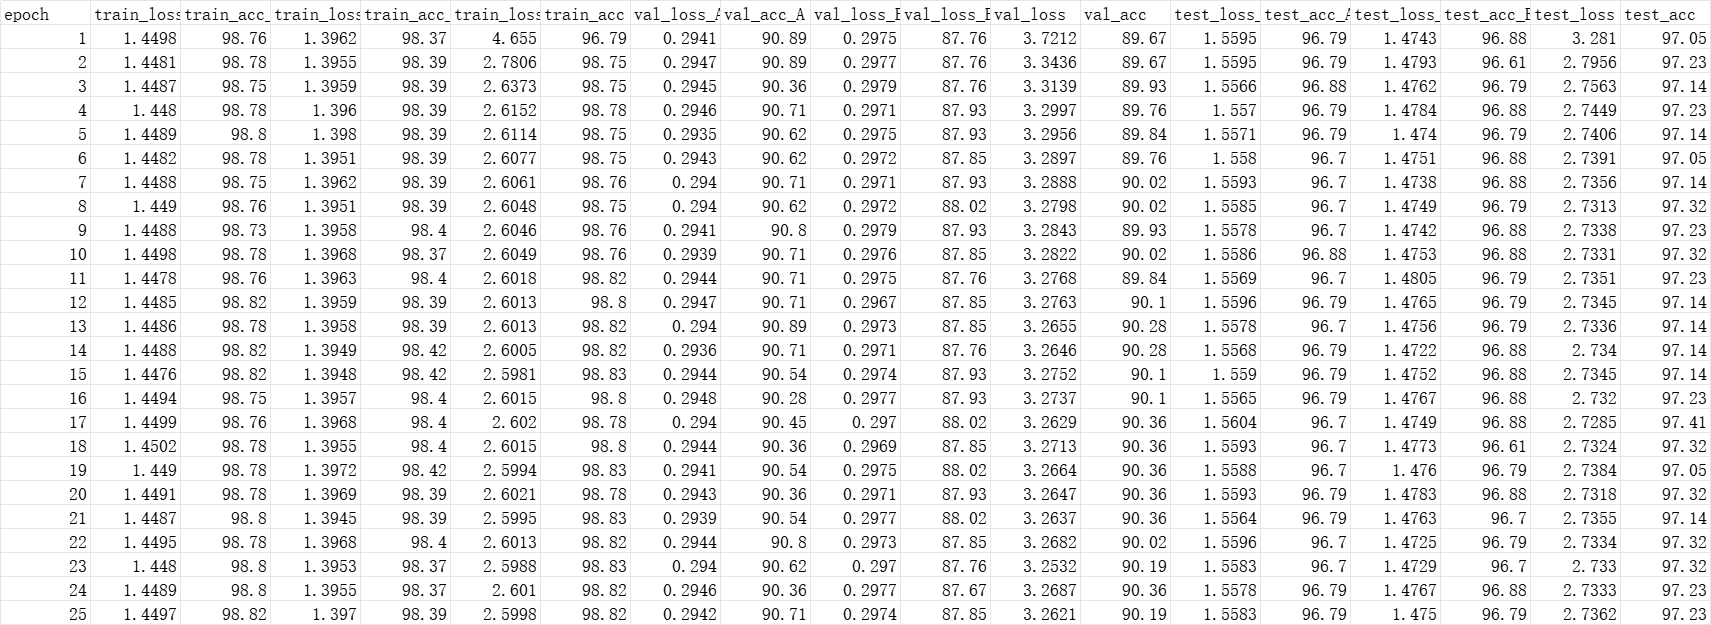 epoch train_loss train_acc_ train_loss train_acc_ train_loss train_acc val_loss_A val_acc_A val_loss_B val_loss_B val_loss val_acc test_loss_ test_acc_A test_loss_ test_acc_B test_loss test_acc
1 1.4498 98.76 1.3962 98.37 4.655 96.79 0.2941 90.89 0.2975 87.76 3.7212 89.67 1.5595 96.79 1.4743 96.88 3.281 97.05
2 1.4481 98.78 1.3955 98.39 2.7806 98.75 0.2947 90.89 0.2977 87.76 3.3436 89.67 1.5595 96.79 1.4793 96.61 2.7956 97.23
3 1.4487 98.75 1.3959 98.39 2.6373 98.75 0.2945 90.36 0.2979 87.76 3.3139 89.93 1.5566 96.88 1.4762 96.79 2.7563 97.14
4 1.448 98.78 1.396 98.39 2.6152 98.78 0.2946 90.71 0.2971 87.93 3.2997 89.76 1.557 96.79 1.4784 96.88 2.7449 97.23
5 1.4489 98.8 1.398 98.39 2.6114 98.75 0.2935 90.62 0.2975 87.93 3.2956 89.84 1.5571 96.79 1.474 96.79 2.7406 97.14
6 1.4482 98.78 1.3951 98.39 2.6077 98.75 0.2943 90.62 0.2972 87.85 3.2897 89.76 1.558 96.7 1.4751 96.88 2.7391 97.05
7 1.4488 98.75 1.3962 98.39 2.6061 98.76 0.294 90.71 0.2971 87.93 3.2888 90.02 1.5593 96.7 1.4738 96.88 2.7356 97.14
8 1.449 98.76 1.3951 98.39 2.6048 98.75 0.294 90.62 0.2972 88.02 3.2798 90.02 1.5585 96.7 1.4749 96.79 2.7313 97.32
9 1.4488 98.73 1.3958 98.4 2.6046 98.76 0.2941 90.8 0.2979 87.93 3.2843 89.93 1.5578 96.7 1.4742 96.88 2.7338 97.23
10 1.4498 98.78 1.3968 98.37 2.6049 98.76 0.2939 90.71 0.2976 87.85 3.2822 90.02 1.5586 96.88 1.4753 96.88 2.7331 97.32
11 1.4478 98.76 1.3963 98.4 2.6018 98.82 0.2944 90.71 0.2975 87.76 3.2768 89.84 1.5569 96.7 1.4805 96.79 2.7351 97.23
12 1.4485 98.82 1.3959 98.39 2.6013 98.8 0.2947 90.71 0.2967 87.85 3.2763 90.1 1.5596 96.79 1.4765 96.79 2.7345 97.14
13 1.4486 98.78 1.3958 98.39 2.6013 98.82 0.294 90.89 0.2973 87.85 3.2655 90.28 1.5578 96.7 1.4756 96.79 2.7336 97.14
14 1.4488 98.82 1.3949 98.42 2.6005 98.82 0.2936 90.71 0.2971 87.76 3.2646 90.28 1.5568 96.79 1.4722 96.88 2.734 97.14
15 1.4476 98.82 1.3948 98.42 2.5981 98.83 0.2944 90.54 0.2974 87.93 3.2752 90.1 1.559 96.79 1.4752 96.88 2.7345 97.14
16 1.4494 98.75 1.3957 98.4 2.6015 98.8 0.2948 90.28 0.2977 87.93 3.2737 90.1 1.5565 96.79 1.4767 96.88 2.732 97.23
17 1.4499 98.76 1.3968 98.4 2.602 98.78 0.294 90.45 0.297 88.02 3.2629 90.36 1.5604 96.7 1.4749 96.88 2.7285 97.41
18 1.4502 98.78 1.3955 98.4 2.6015 98.8 0.2944 90.36 0.2969 87.85 3.2713 90.36 1.5593 96.7 1.4773 96.61 2.7324 97.32
19 1.449 98.78 1.3972 98.42 2.5994 98.83 0.2941 90.54 0.2975 88.02 3.2664 90.36 1.5588 96.7 1.476 96.79 2.7384 97.05
20 1.4491 98.78 1.3969 98.39 2.6021 98.78 0.2943 90.36 0.2971 87.93 3.2647 90.36 1.5593 96.79 1.4783 96.88 2.7318 97.32
21 1.4487 98.8 1.3945 98.39 2.5995 98.83 0.2939 90.54 0.2977 88.02 3.2637 90.36 1.5564 96.79 1.4763 96.7 2.7355 97.14
22 1.4495 98.78 1.3968 98.4 2.6013 98.82 0.2944 90.8 0.2973 87.85 3.2682 90.02 1.5596 96.7 1.4725 96.79 2.7334 97.32
23 1.448 98.8 1.3953 98.37 2.5988 98.83 0.294 90.62 0.297 87.76 3.2532 90.19 1.5583 96.7 1.4729 96.7 2.733 97.32
24 1.4489 98.8 1.3955 98.37 2.601 98.82 0.2946 90.36 0.2977 87.67 3.2687 90.36 1.5578 96.79 1.4767 96.88 2.7333 97.23
25 1.4497 98.82 1.397 98.39 2.5998 98.82 0.2942 90.71 0.2974 87.85 3.2621 90.19 1.5583 96.79 1.475 96.79 2.7362 97.23